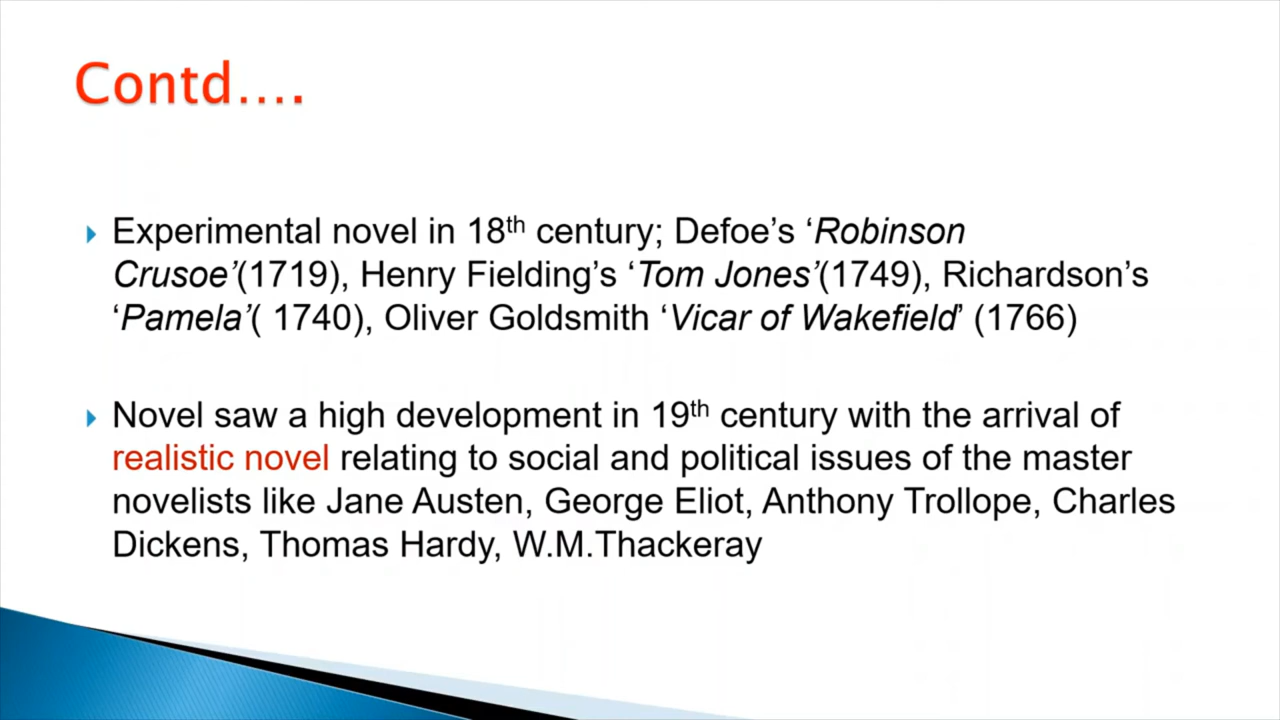 Contd....
Experimental novel in 18th century; Defoe’s ‘Robinson
Crusoe’(1719), Henry Fielding’s ‘Tom Jones’(1749), Richardson’s
‘Pamela’( 1740), Oliver Goldsmith ‘Vicar of Wakefield’ (1766)
Novel saw a high development in 19th century with the arrival of
realistic novel relating to social and political issues of the master
novelists like Jane Austen, George Eliot, Anthony Trollope, Charles
Dickens, Thomas Hardy, W.M.Thackeray